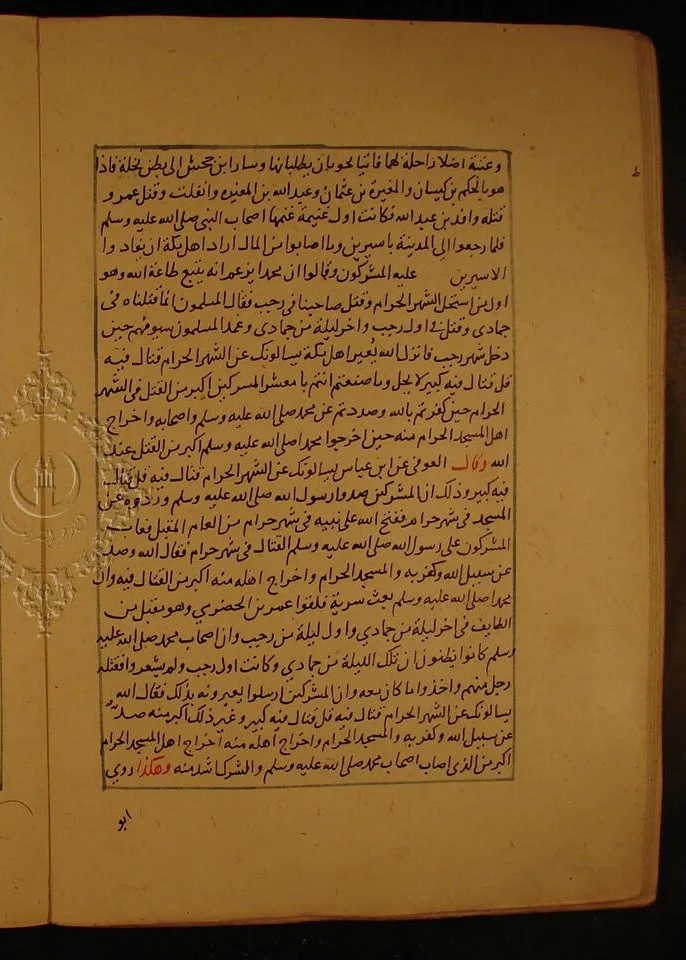 وعتبة اضلا راحلة لهما فاتيا بحران يطلبانها وسار ابن جحش الى بطن نخلة فاذا
هو بالحكم بن كيسان والمغيرة بن عثمان وعبد الله بن المغيره وانفلت وقتل عمرو
قتله واقد بن عبد الله فكانت اول غنيمة غنمها اصحاب النبي صلى الله عليه وسلم
فلما رجعوا الى المدينة باسيرين وما اصابوا من المال اراد اهل مكة ان يفادوا
الاسيرين عليه المشركون وقالوا ان محمدا يزعم انه يتبع طاعة الله وهو
اول من استحل الشهر الحرام وقتل صاحبنا في رجب فقال المسلمون انما قتلناه في
جمادي وقتل في اول رجب واخر ليلة من جمادي وغمد المسلمون سيوفهم حين
دخل شهر رجب فانزل الله يعير اهل مكة يسالونك عن الشهر الحرام قتال فيه
قل قتال فيه كبير لا يحل وما صنعتم انتم يا معشر المسركين اكبر من القتل في الشهر
الحرام حين كفرتم بالله وصددتم عن محمد صلى الله عليه وسلم واصحابه واخراج
اهل المسجد الحرام منه حين اخرجوا محمدا صلى الله عليه وسلم اكبر من القتل عند
الله وقال العوفي عن ابن عباس يسالونك عن الشهر الحرام قتال فيه قل قتال
فيه كبير وذلك ان المشركين صدوا رسول الله صلى الله عليه وسلم وردوه عن
المسجد في شهر حرام ففتح الله على نبيه في شهر حرام من العام المقبل فعاب
المشركون على رسول الله صلى الله عليه وسلم القتال في شهر حرام فقال الله وصد
عن سبيل الله وكفر به والمسجد الحرام واخراج اهله منه اكبر من القتال فيه وان
محمدا صلى الله عليه وسلم بعث سرية فلقوا عمر بن الحضرمي وهو مقبل من
الطايف في اخر ليلة من جمادي واول ليلة من رجب وان اصحاب محمد صلى الله عليه
وسلم كانوا يظنون ان تلك الليلة من جمادي وكانت اول رجب ولم يشعروا فقتله
رجل منهم واخذوا ما كان معه وان المشركين ارسلوا يعيرونه بذلك فقال الله
يسالونك عن الشهر الحرام قتال فيه قل قتال فيه كبير وغير ذلك اكبر منه صد
عن سبيل الله وكفر به والمسجد الحرام واخراج اهله منه اخراج اهل المسجد الحرام
اكبر من الذي اصاب اصحاب محمد صلى الله عليه وسلم والشرك اشد منه وهكذا روي
ابو